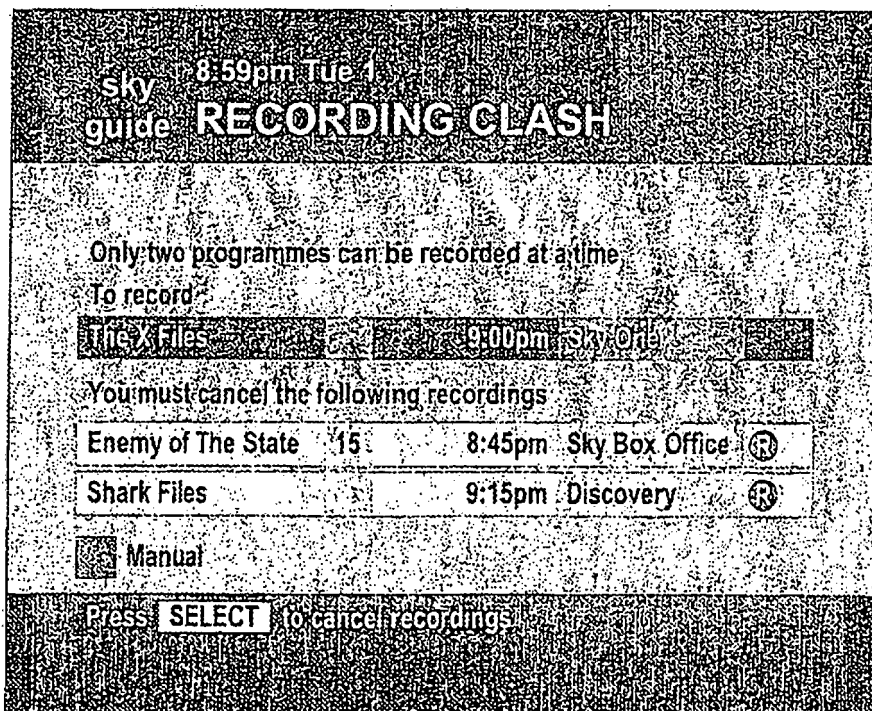 sky guide
8:59pm Tue 1
RECORDING CLASH
Only two programmes can be recorded at a time
To record
The X Files 9:00pm Sky One
You must cancel the following recordings
Enemy of The State 15 8:45pm Sky Box Office R
Shark Files 9:15pm Discovery R
Manual
Press SELECT to cancel recordings